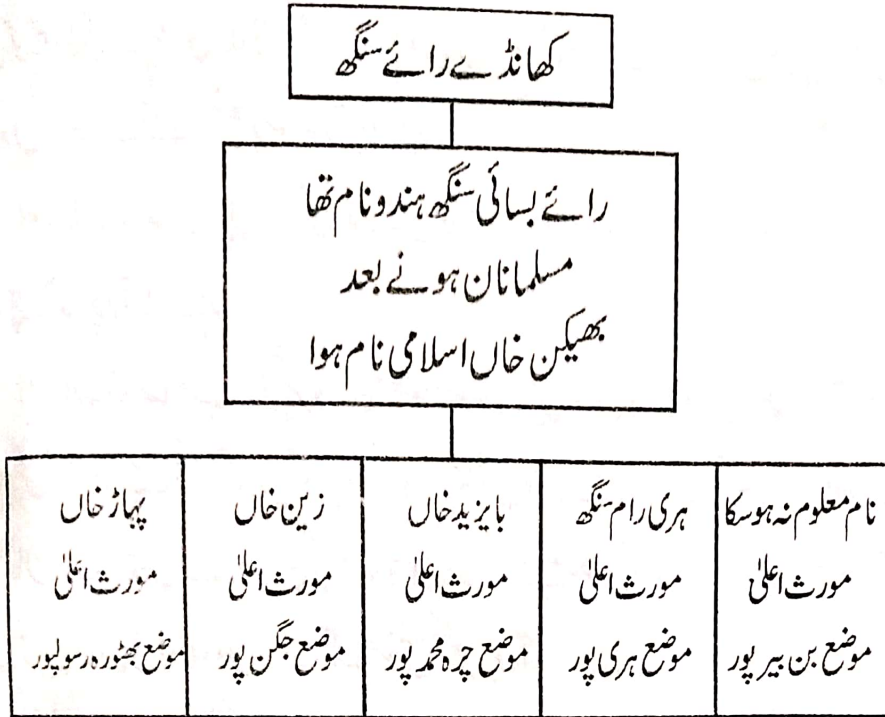 کھانڈے رائے سنگھ
رائے بسائی سنگھ ہندو نام تھا
مسلمانان ہونے بعد
بھیکن خاں اسلامی نام ہوا
نام معلوم نہ ہوسکا
مورث اعلیٰ
موضع بن بیر پور
ہری رام سنگھ
مورث اعلیٰ
موضع ہری پور
بایزید خاں
مورث اعلیٰ
موضع چرہ محمد پور
زین خاں
مورث اعلیٰ
موضع جگن پور
پہاڑ خاں
مورث اعلیٰ
موضع بھٹورہ رسولپور